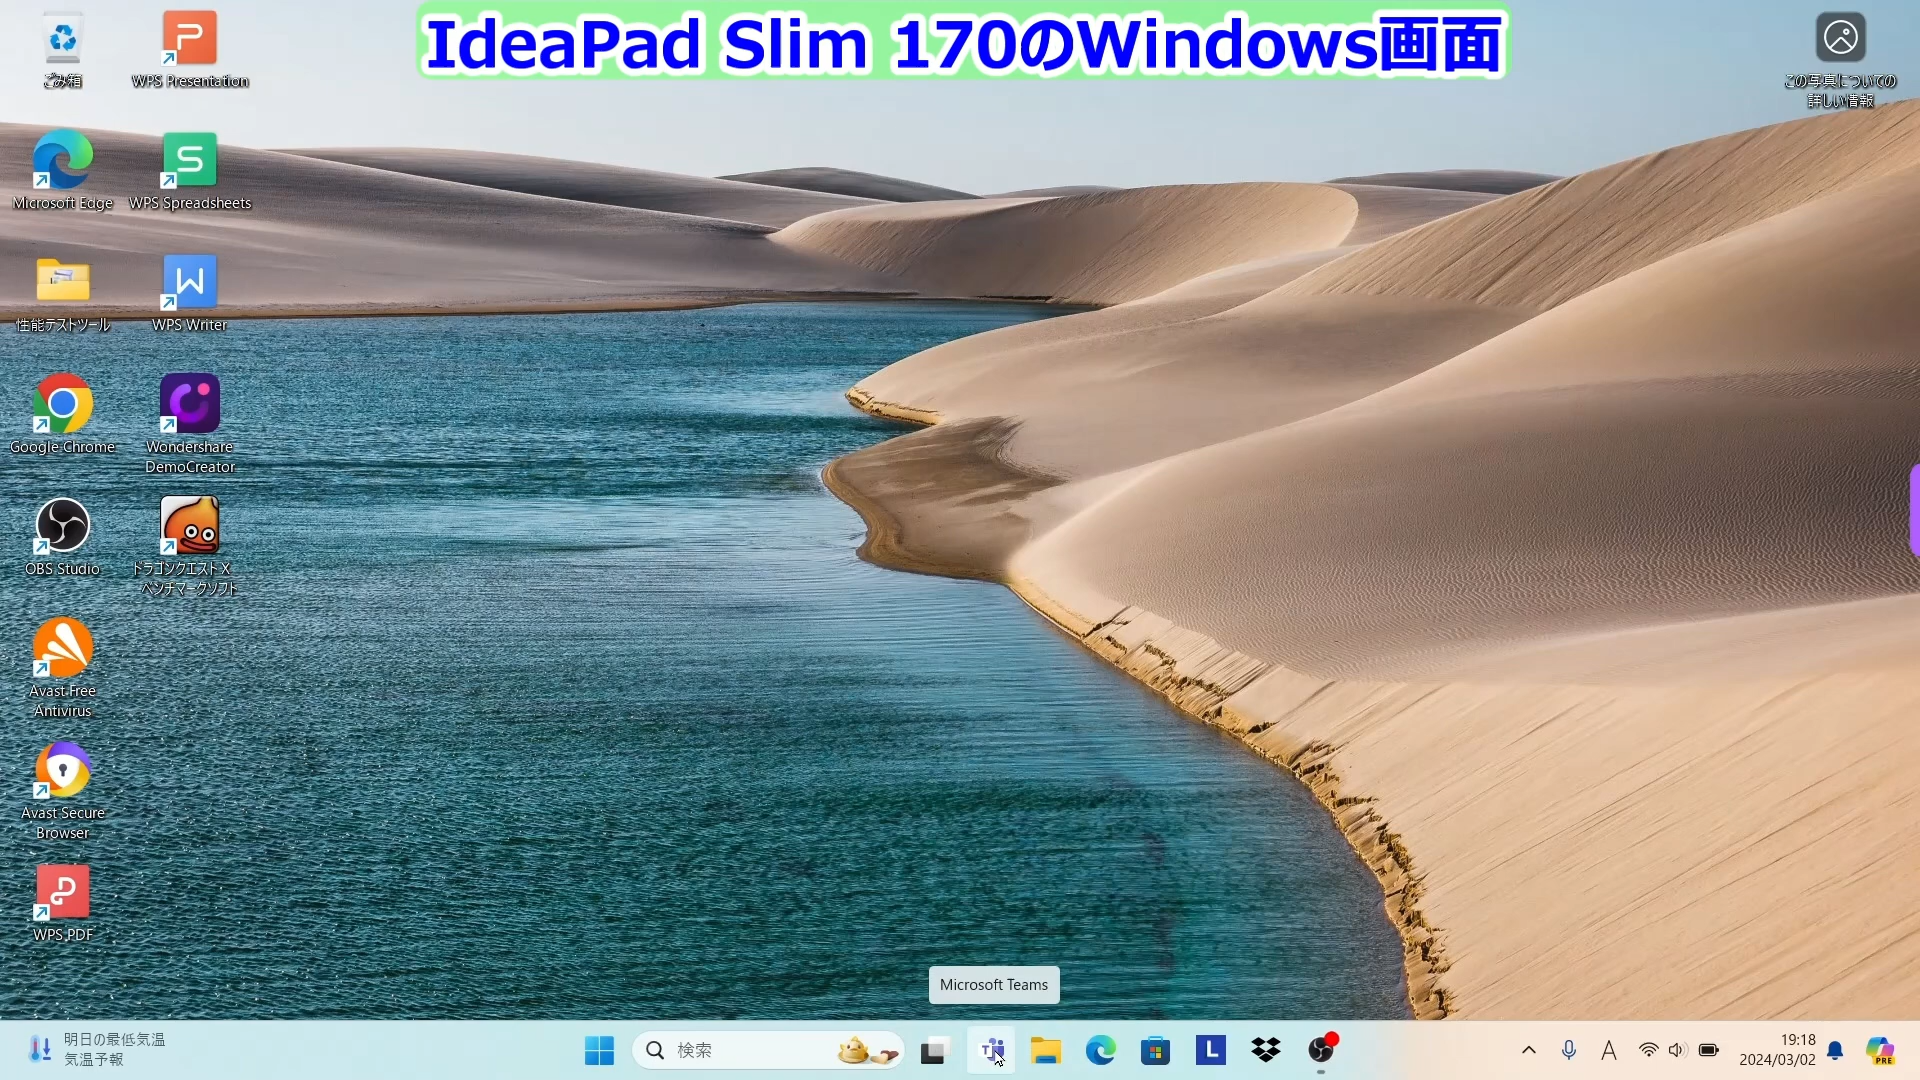 IdeaPad Slim 170のWindows画面
ごみ箱
WPS Presentation
この写真についての
詳しい情報
Microsoft Edge
WPS Spreadsheets
性能テストツール
WPS Writer
Google Chrome
Wondershare
DemoCreator
OBS Studio
ドラゴンクエストX
ベンチマークソフト
Avast Free
Antivirus
Avast Secure
Browser
WPS PDF
Microsoft Teams
明日の最低気温
気温予報
検索
L
A
19:18
2024/03/02
PRE